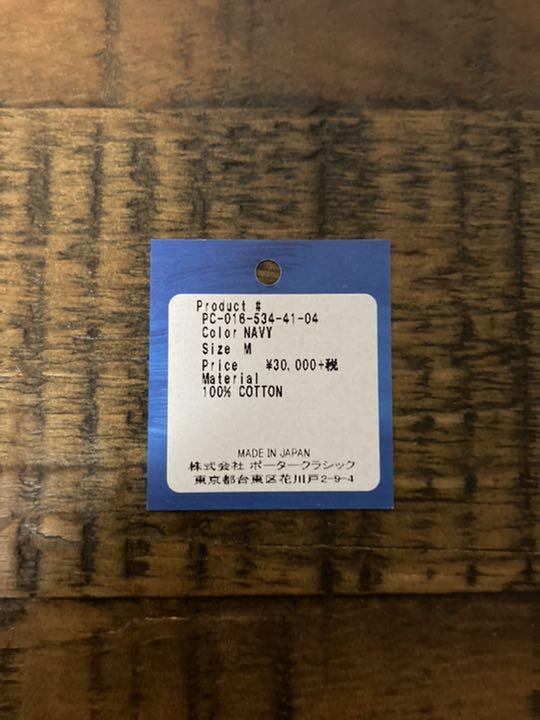 Product #
PC-016-534-41-04
Color NAVY
Size M
Price ¥30,000+税
Material
100% COTTON
MADE IN JAPAN
株式会社 ポータークラシック
東京都台東区花川戸2-9-4